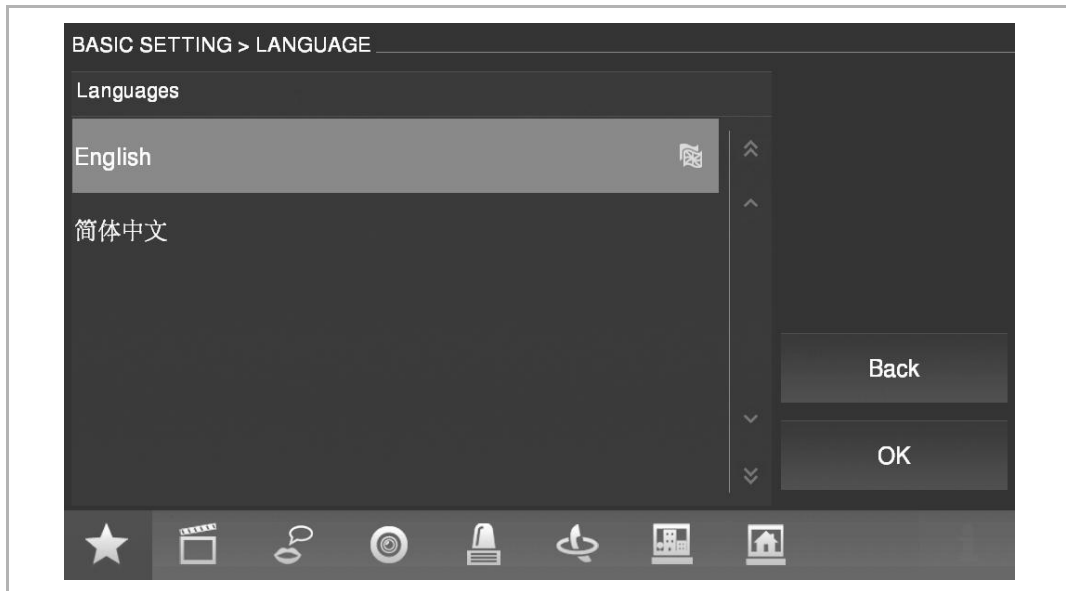 BASIC SETTING > LANGUAGE
Languages
English
简体中文
Back
OK